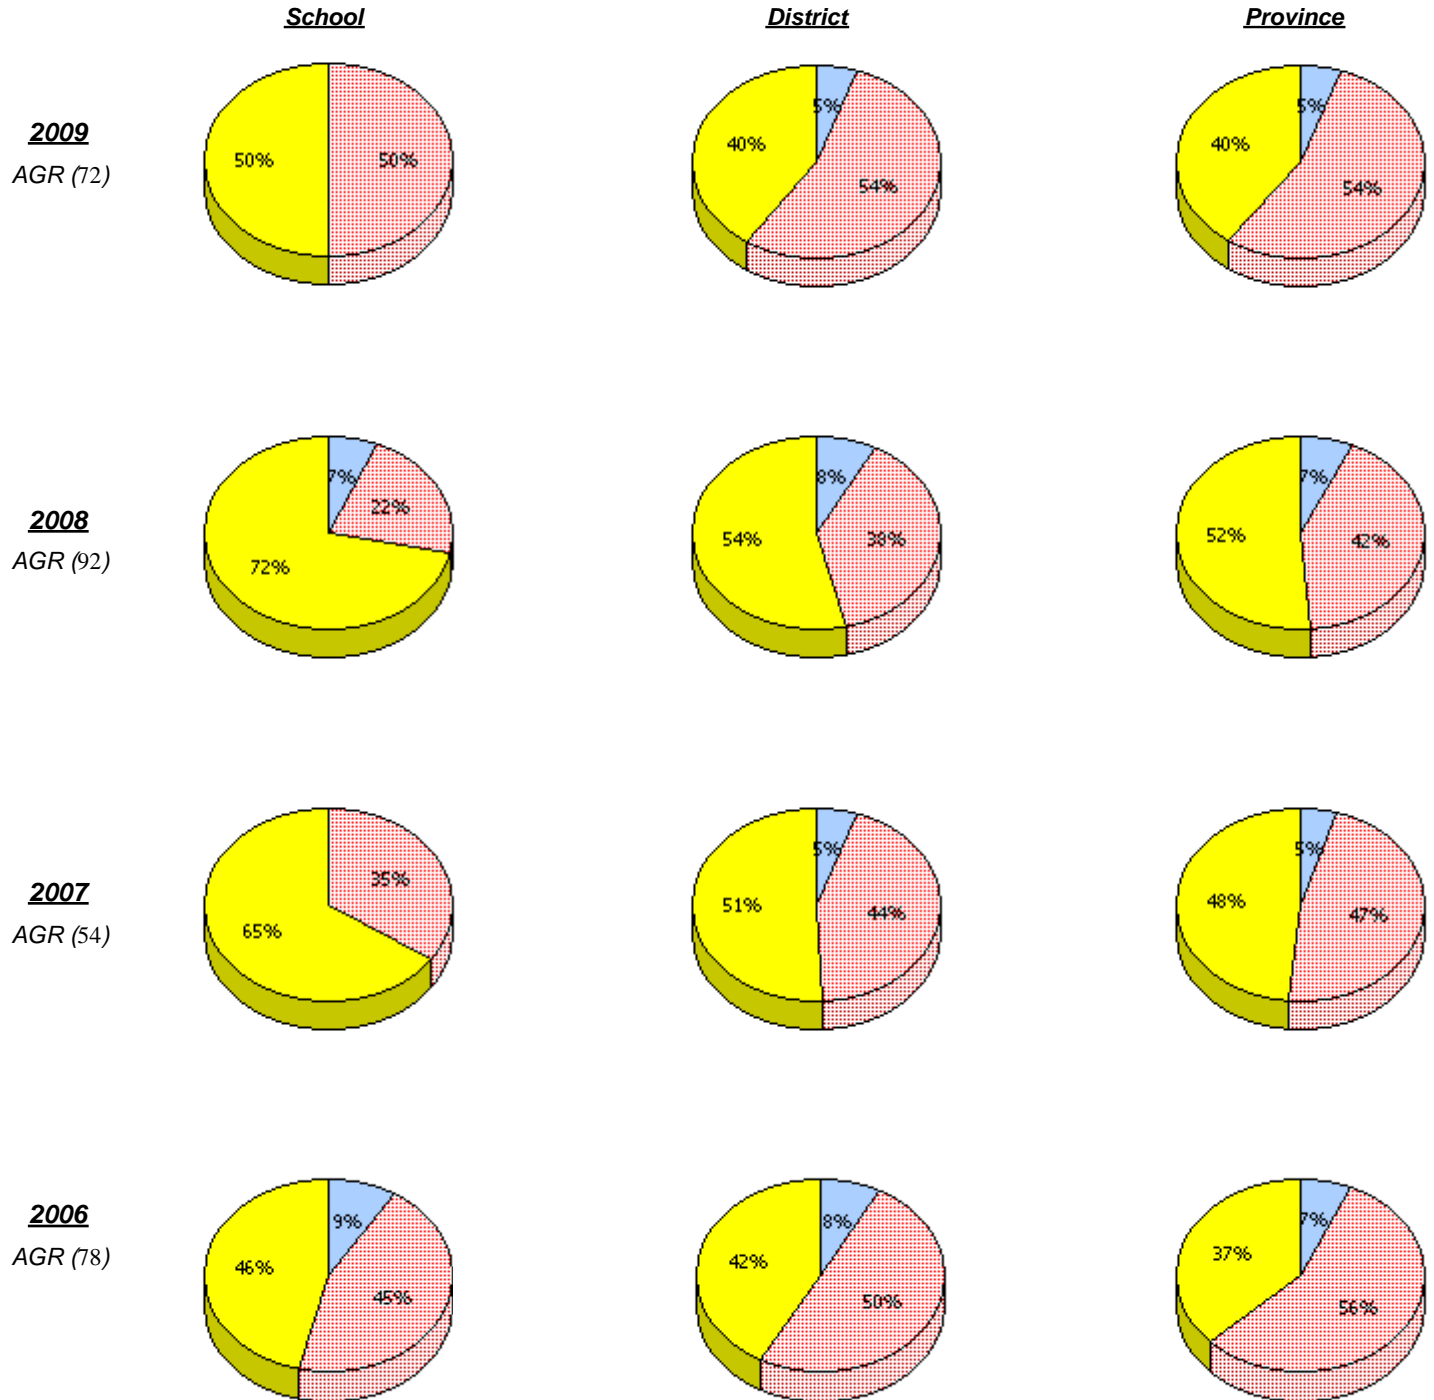 School District Province
2009
AGR (72)
50% 50%
40% 5% 54%
40% 5% 54%
2008
AGR (92)
72% 7% 22%
54% 8% 38%
52% 7% 42%
2007
AGR (54)
65% 35%
51% 5% 44%
48% 5% 47%
2006
AGR (78)
46% 9% 45%
42% 8% 50%
37% 7% 56%